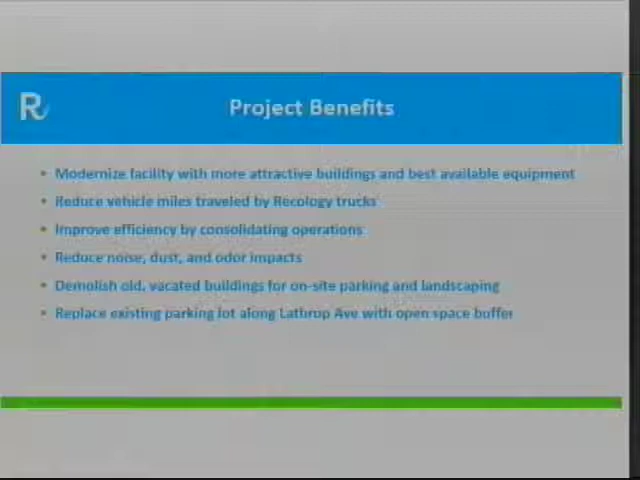 R
Project Benefits
• Modernize facility with more attractive buildings and best available equipment
• Reduce vehicle miles traveled by Recology trucks
• Improve efficiency by consolidating operations
• Reduce noise, dust, and odor impacts
• Demolish old, vacated buildings for on-site parking and landscaping
• Replace existing parking lot along Lathrop Ave with open space buffer